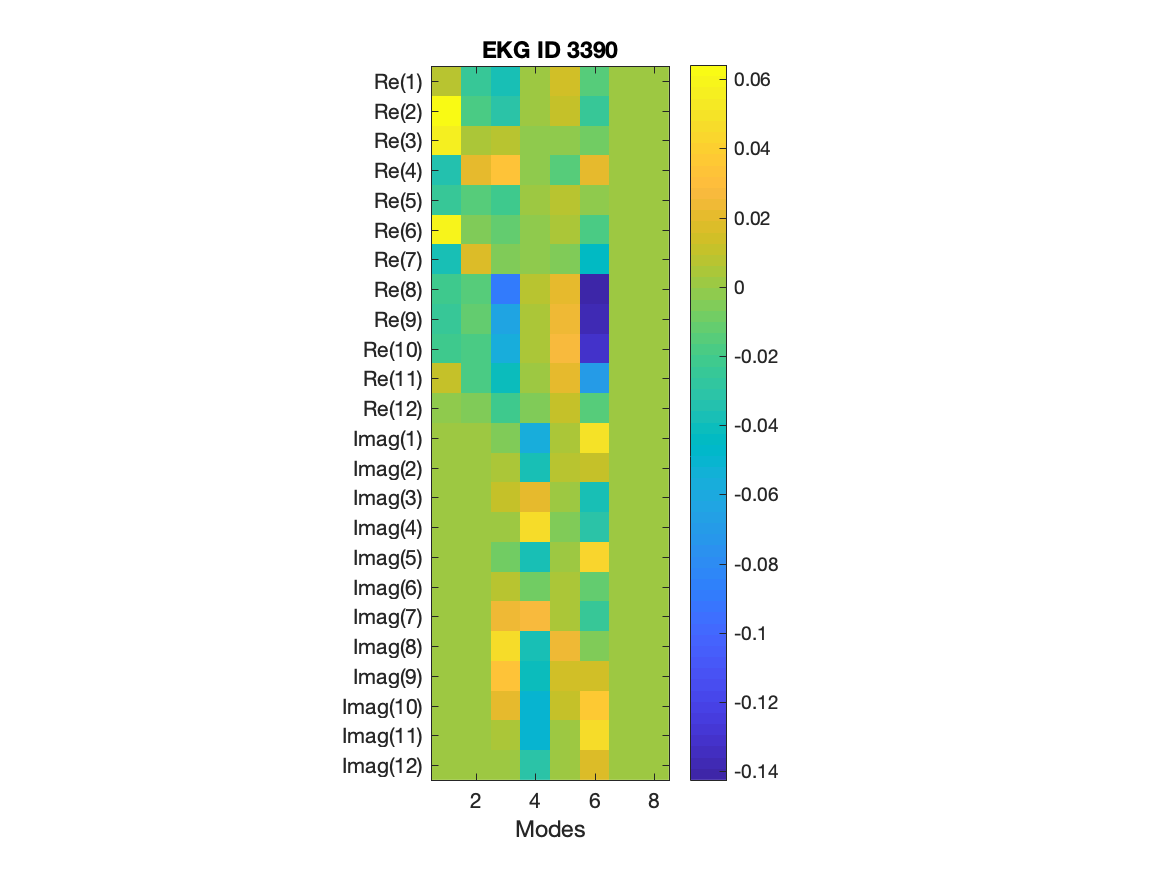 EKG ID 3390
Re(1)
Re(2)
Re(3)
Re(4)
Re(5)
Re(6)
Re(7)
Re(8)
Re(9)
Re(10)
Re(11)
Re(12)
Imag(1)
Imag(2)
Imag(3)
Imag(4)
Imag(5)
Imag(6)
Imag(7)
Imag(8)
Imag(9)
Imag(10)
Imag(11)
Imag(12)
2 4 6 8
Modes
0.06
0.04
0.02
0
-0.02
-0.04
-0.06
-0.08
-0.1
-0.12
-0.14